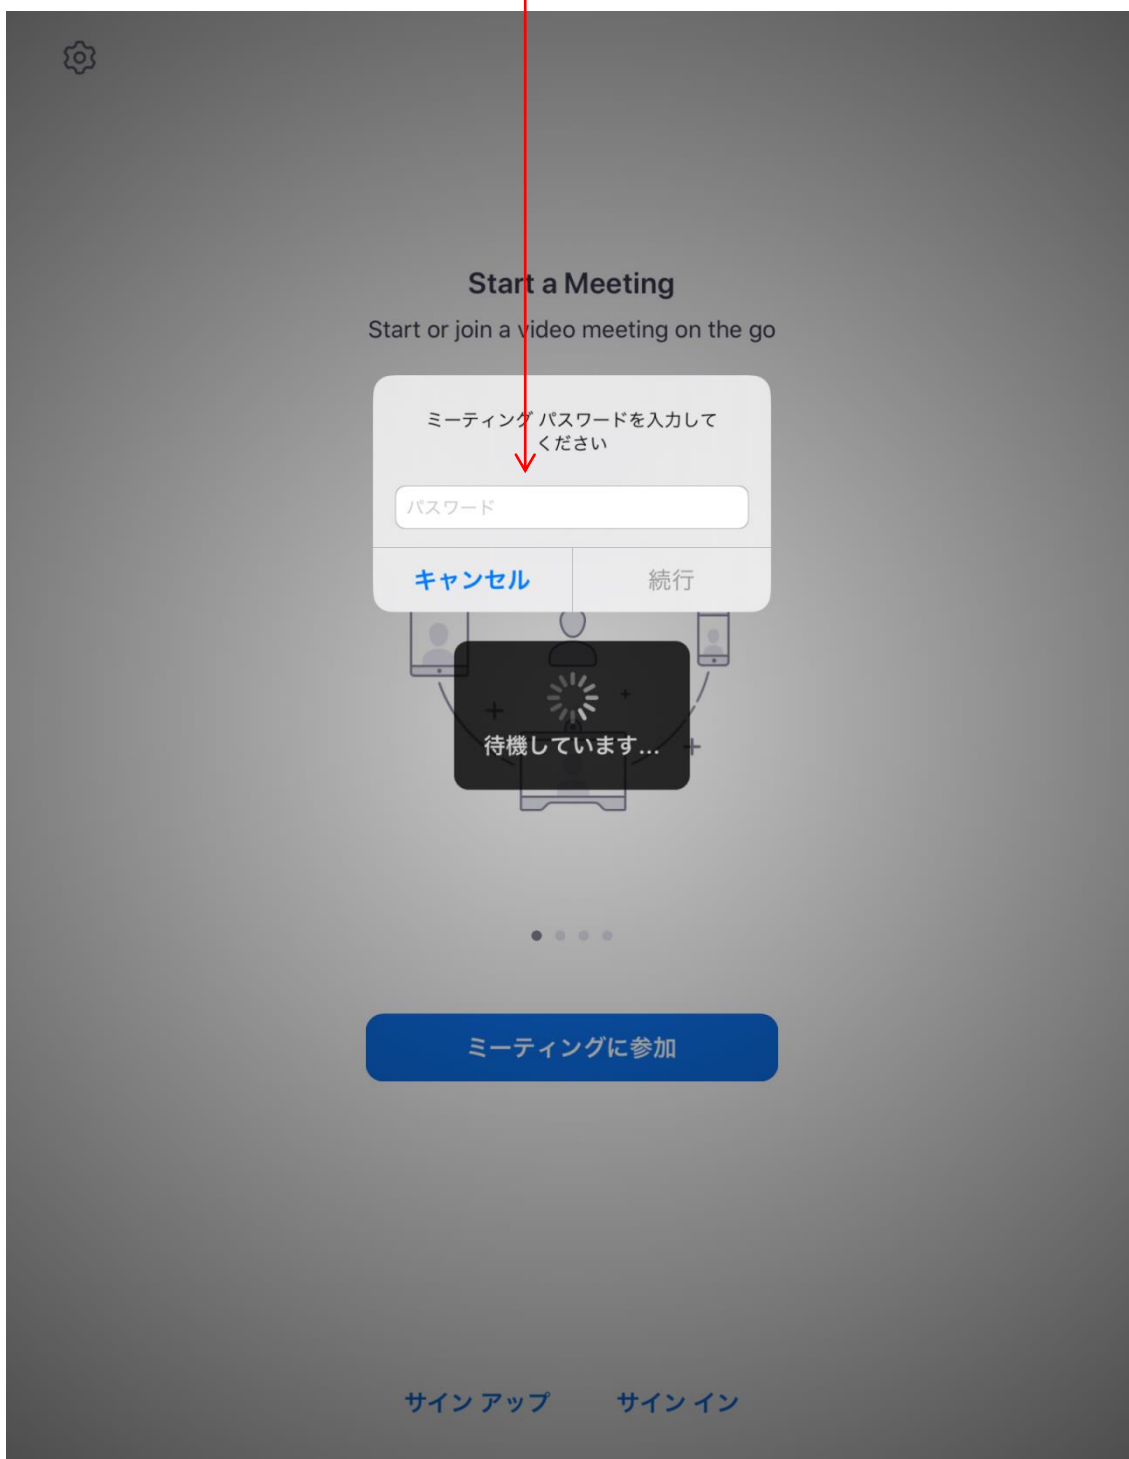 Start a Meeting
Start or join a video meeting on the go
ミーティング パスワードを入力して
ください
パスワード
キャンセル
続行
待機しています...
ミーティングに参加
サイン アップ
サイン イン